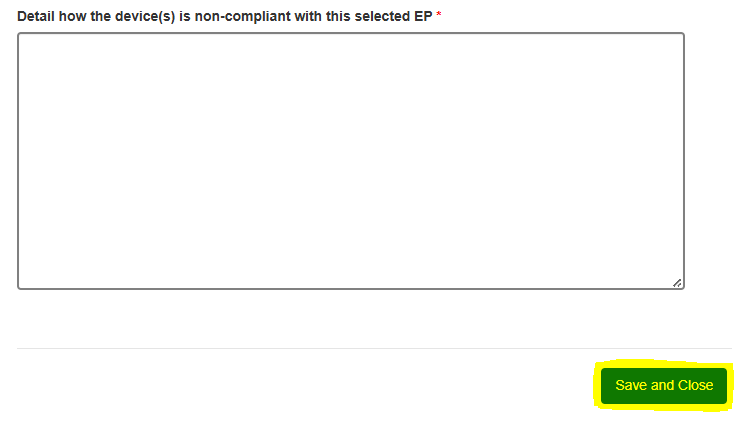 Detail how the device(s) is non-compliant with this selected EP *
Save and Close